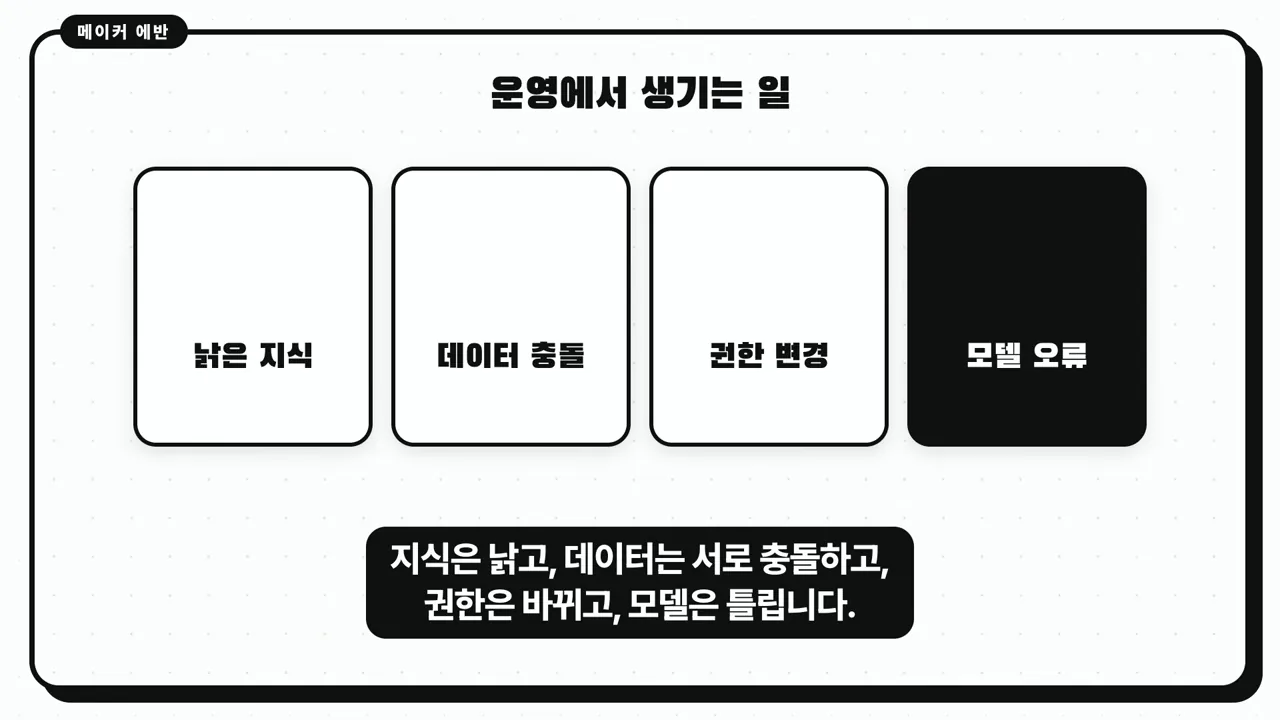 메이커 에반
운영에서 생기는 일
낡은 지식
데이터 충돌
권한 변경
모델 오류
지식은 낡고, 데이터는 서로 충돌하고,
권한은 바뀌고, 모델은 틀립니다.